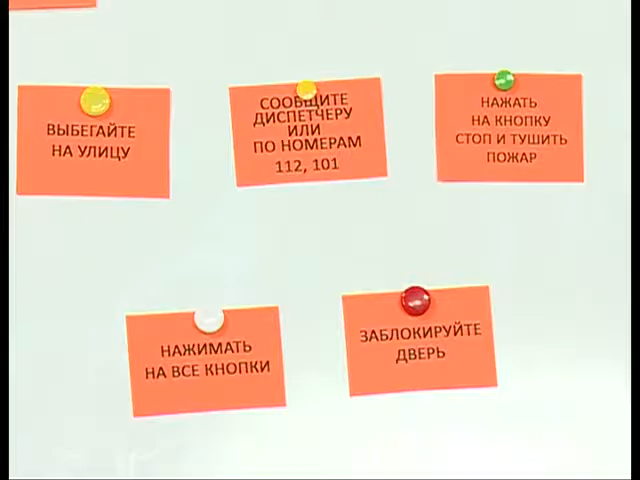 ВЫБЕГАЙТЕ
НА УЛИЦУ
СООБЩИТЕ
ДИСПЕТЧЕРУ
ИЛИ
ПО НОМЕРАМ
112, 101
НАЖАТЬ
НА КНОПКУ
СТОП И ТУШИТЬ
ПОЖАР
НАЖИМАТЬ
НА ВСЕ КНОПКИ
ЗАБЛОКИРУЙТЕ
ДВЕРЬ